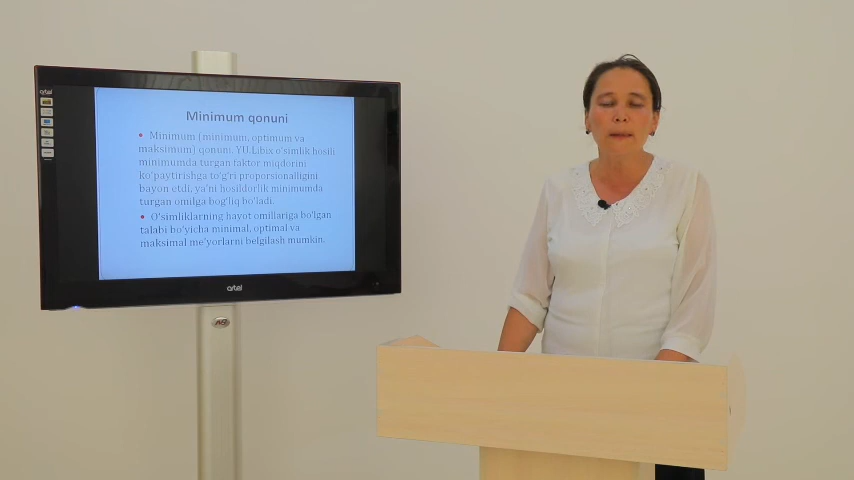 artel
Minimum qonuni
• Minimum (minimum, optimum va
maksimum) qonuni. YU.Libix o'simlik hosili
minimumda turgan faktor miqdorini
ko'paytirishga to'g'ri proporsionalligini
bayon etdi, ya'ni hosildorlik minimumda
turgan omilga bog'liq bo'ladi.
• O'simliklarning hayot omillariga bo'lgan
talabi bo'yicha minimal, optimal va
maksimal me'yorlarni belgilash mumkin.
artel